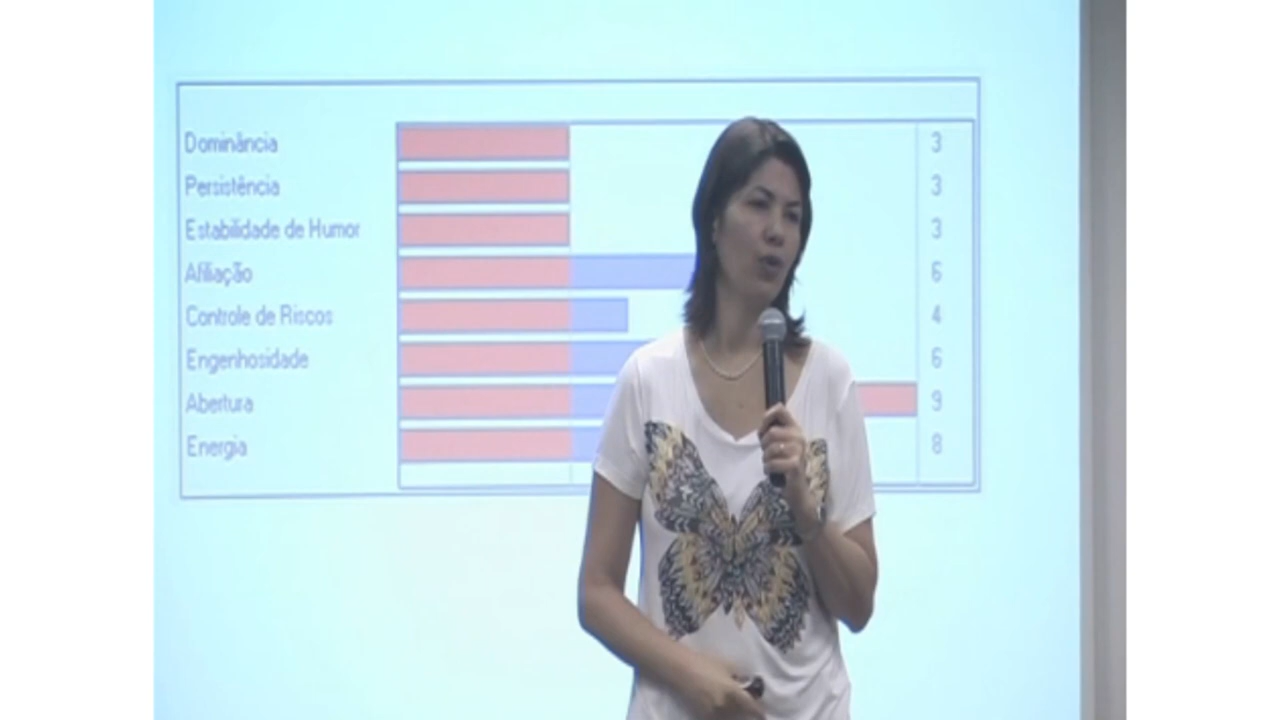 Dominância 3
Persistência 3
Estabilidade de Humor 3
Afiliação 6
Controle de Riscos 4
Engenhosidade 6
Abertura 9
Energia 8